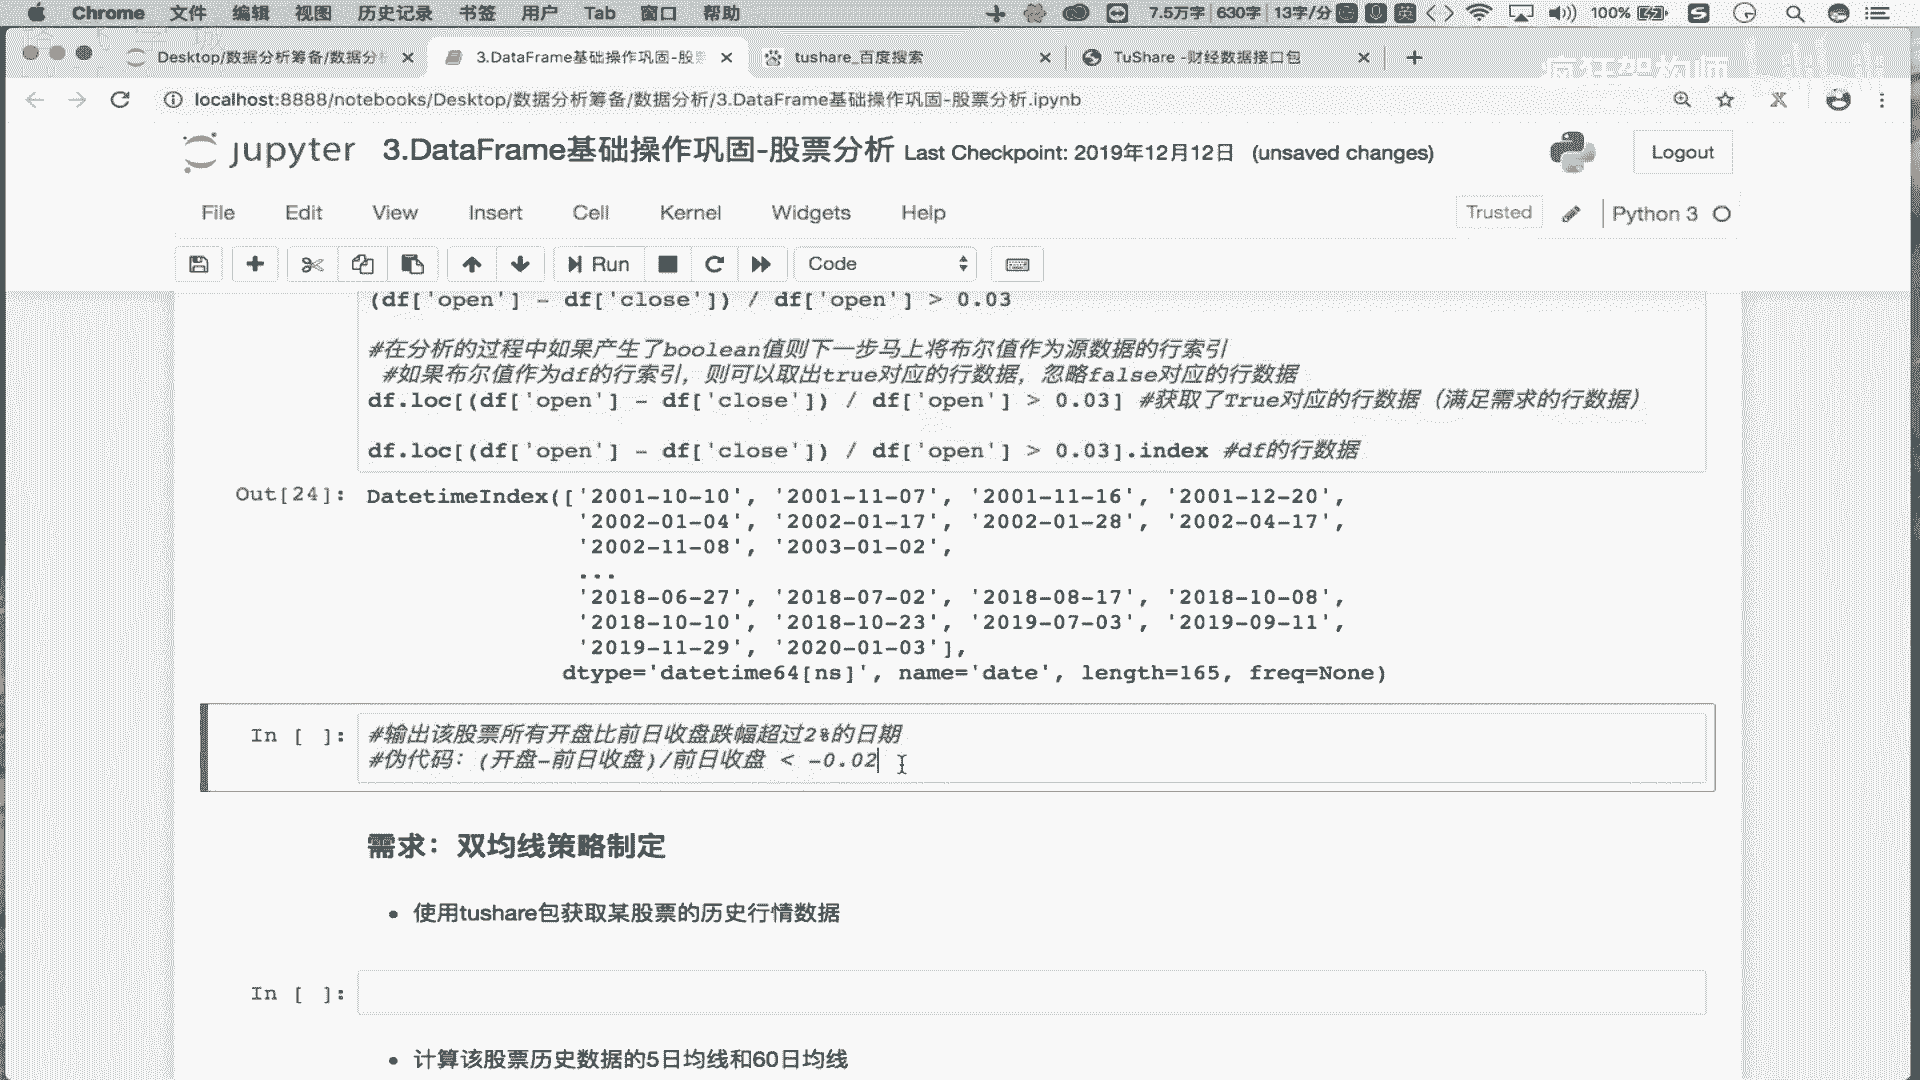 Chrome 文件 编辑 视图 历史记录 书签 用户 Tab 窗口 帮助 7.5万字 630字 13字/分 英 100%
Desktop/数据分析筹备/数据分析 3.DataFrame基础操作巩固-股票 tushare_百度搜索 TuShare -财经数据接口包
疯狂架构师
localhost:8888/notebooks/Desktop/数据分析筹备/数据分析/3.DataFrame基础操作巩固-股票分析.ipynb
jupyter 3.DataFrame基础操作巩固-股票分析 Last Checkpoint: 2019年12月12日 (unsaved changes) Logout
File Edit View Insert Cell Kernel Widgets Help Trusted Python 3
Run Code
(df['open'] - df['close']) / df['open'] > 0.03
#在分析的过程中如果产生了boolean值则下一步马上将布尔值作为源数据的行索引
#如果布尔值作为df的行索引，则可以取出true对应的行数据，忽略false对应的行数据
df.loc[(df['open'] - df['close']) / df['open'] > 0.03] #获取了True对应的行数据（满足需求的行数据）
df.loc[(df['open'] - df['close']) / df['open'] > 0.03].index #df的行数据
Out[24]: DatetimeIndex(['2001-10-10', '2001-11-07', '2001-11-16', '2001-12-20',
'2002-01-04', '2002-01-17', '2002-01-28', '2002-04-17',
'2002-11-08', '2003-01-02',
...
'2018-06-27', '2018-07-02', '2018-08-17', '2018-10-08',
'2018-10-10', '2018-10-23', '2019-07-03', '2019-09-11',
'2019-11-29', '2020-01-03'],
dtype='datetime64[ns]', name='date', length=165, freq=None)
In [ ]: #输出该股票所有开盘比前日收盘跌幅超过2%的日期
#伪代码：(开盘-前日收盘)/前日收盘 < -0.02
需求：双均线策略制定
• 使用tushare包获取某股票的历史行情数据
In [ ]:
• 计算该股票历史数据的5日均线和60日均线